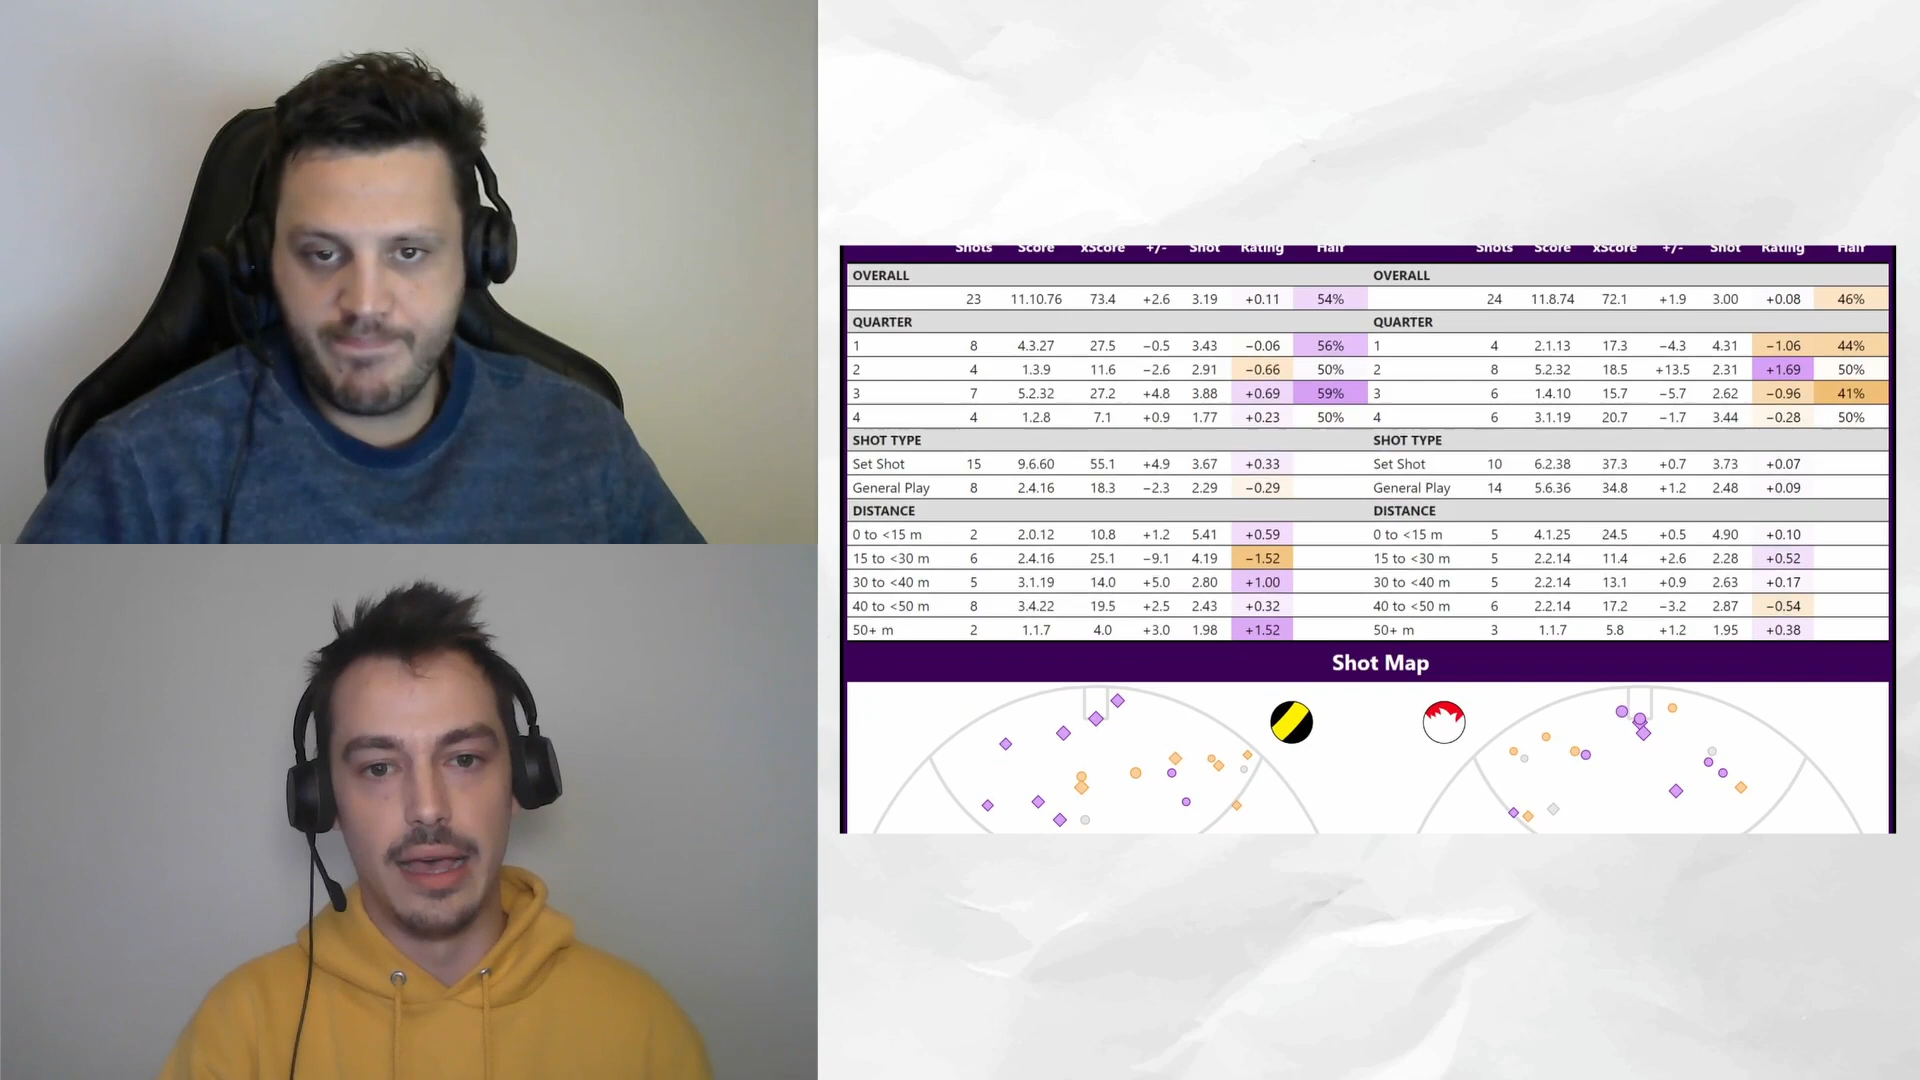 Shots Score xScore +/- Shot Rating Half Shots Score xScore +/- Shot Rating Half
OVERALL OVERALL
23 11.10.76 73.4 +2.6 3.19 +0.11 54% 24 11.8.74 72.1 +1.9 3.00 +0.08 46%
QUARTER QUARTER
1 8 4.3.27 27.5 −0.5 3.43 −0.06 56% 1 4 2.1.13 17.3 −4.3 4.31 −1.06 44%
2 4 1.3.9 11.6 −2.6 2.91 −0.66 50% 2 8 5.2.32 18.5 +13.5 2.31 +1.69 50%
3 7 5.2.32 27.2 +4.8 3.88 +0.69 59% 3 6 1.4.10 15.7 −5.7 2.62 −0.96 41%
4 4 1.2.8 7.1 +0.9 1.77 +0.23 50% 4 6 3.1.19 20.7 −1.7 3.44 −0.28 50%
SHOT TYPE SHOT TYPE
Set Shot 15 9.6.60 55.1 +4.9 3.67 +0.33 Set Shot 10 6.2.38 37.3 +0.7 3.73 +0.07
General Play 8 2.4.16 18.3 −2.3 2.29 −0.29 General Play 14 5.6.36 34.8 +1.2 2.48 +0.09
DISTANCE DISTANCE
0 to <15 m 2 2.0.12 10.8 +1.2 5.41 +0.59 0 to <15 m 5 4.1.25 24.5 +0.5 4.90 +0.10
15 to <30 m 6 2.4.16 25.1 −9.1 4.19 −1.52 15 to <30 m 5 2.2.14 11.4 +2.6 2.28 +0.52
30 to <40 m 5 3.1.19 14.0 +5.0 2.80 +1.00 30 to <40 m 5 2.2.14 13.1 +0.9 2.63 +0.17
40 to <50 m 8 3.4.22 19.5 +2.5 2.43 +0.32 40 to <50 m 6 2.2.14 17.2 −3.2 2.87 −0.54
50+ m 2 1.1.7 4.0 +3.0 1.98 +1.52 50+ m 3 1.1.7 5.8 +1.2 1.95 +0.38
Shot Map